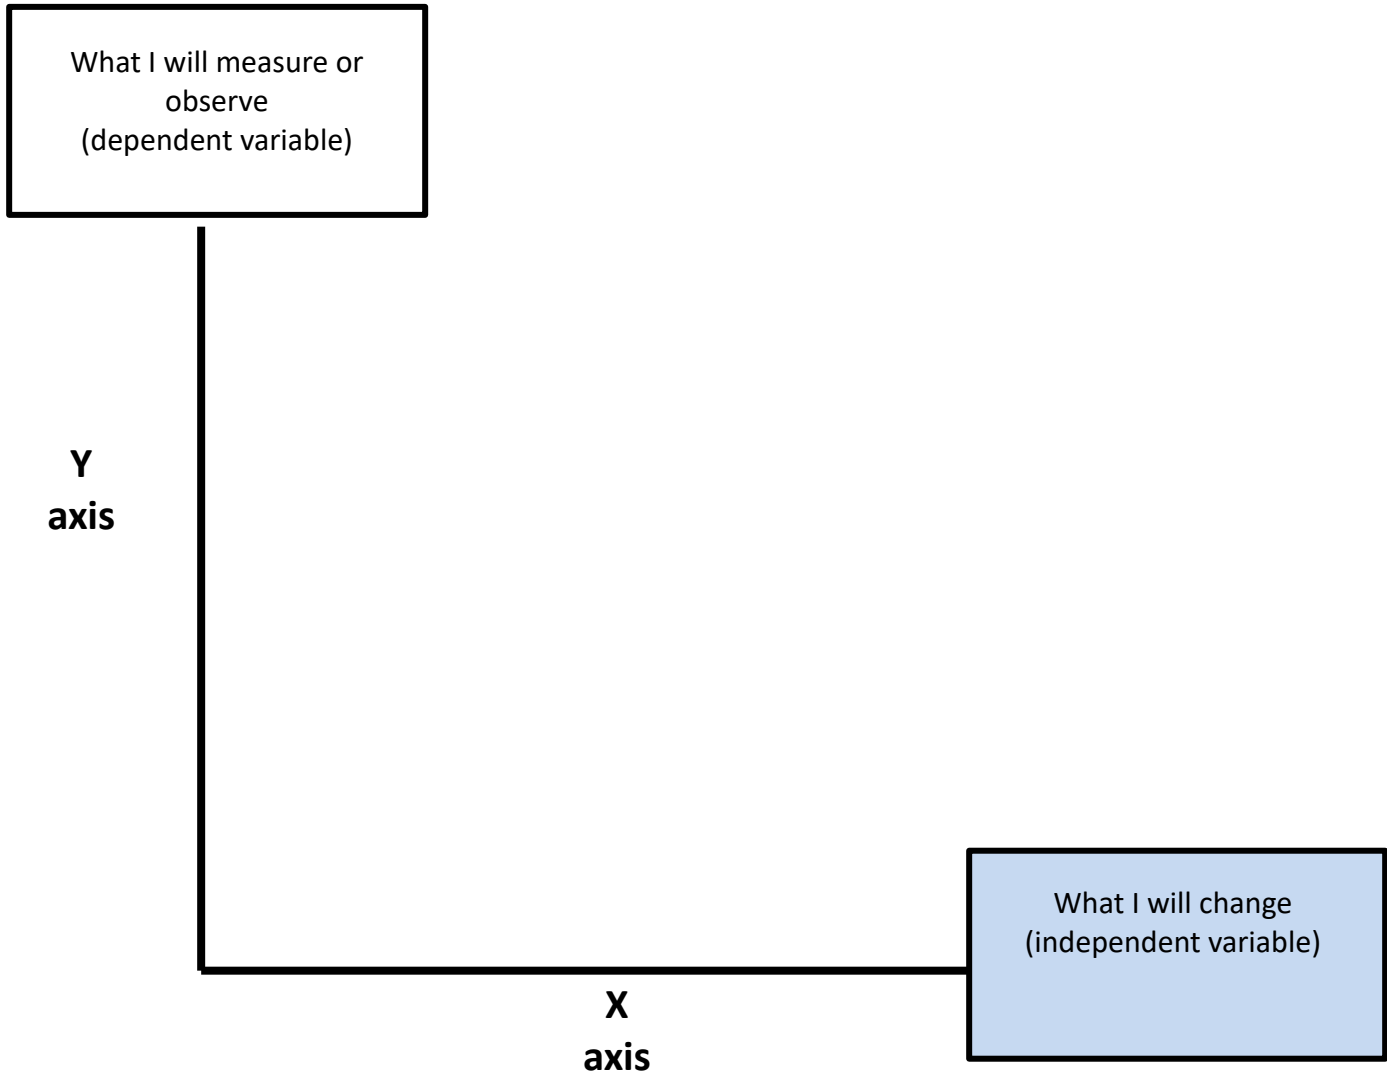 What I will measure or
observe
(dependent variable)
Y
axis
What I will change
(independent variable)
X
axis